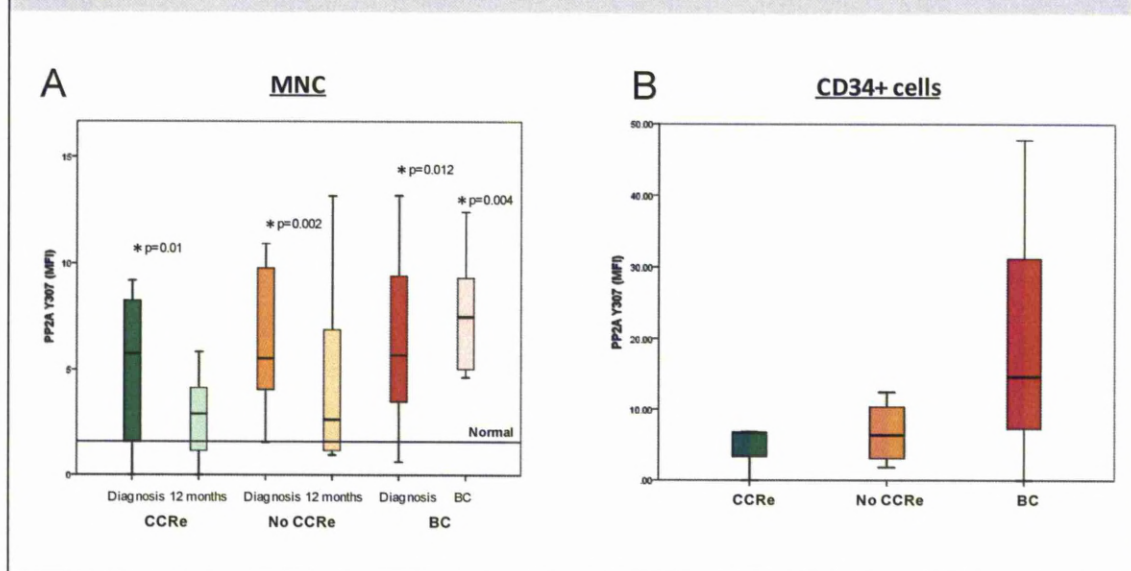 A
MNC
PP2A Y307 (MFI)
15
10
5
0
* p=0.01
* p=0.002
* p=0.012
* p=0.004
Normal
Diagnosis 12 months Diagnosis 12 months Diagnosis BC
CCRe No CCRe BC
B
CD34+ cells
PP2A Y307 (MFI)
50.00
40.00
30.00
20.00
10.00
.00
CCRe No CCRe BC